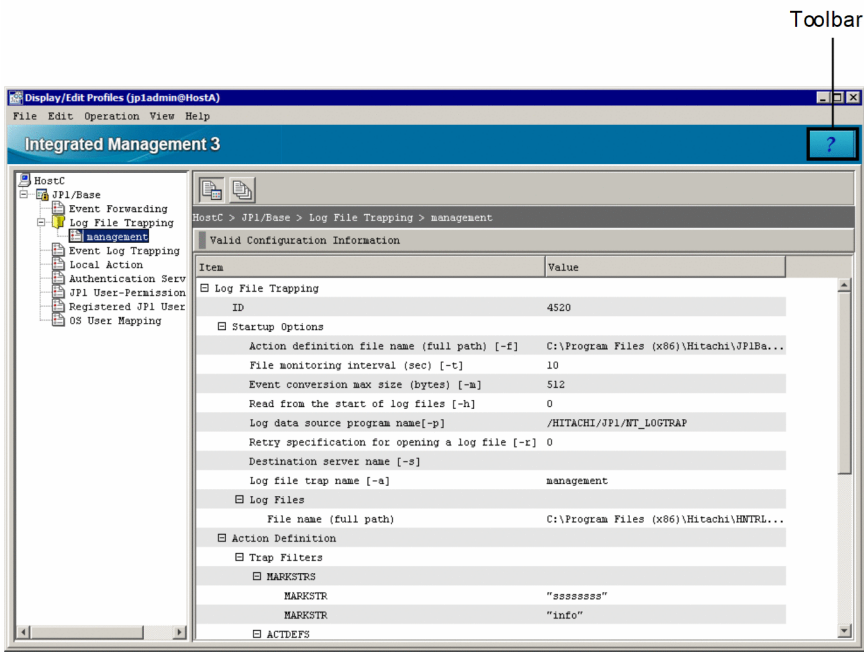 Toolbar
Display/Edit Profiles (jp1admin@HostA)
File Edit Operation View Help
Integrated Management 3
?
HostC
JP1/Base
Event Forwarding
Log File Trapping
management
Event Log Trapping
Local Action
Authentication Serv
JP1 User-Permission
Registered JP1 User
OS User Mapping
HostC > JP1/Base > Log File Trapping > management
Valid Configuration Information
Item Value
Log File Trapping
ID 4520
Startup Options
Action definition file name (full path) [-f] C:\Program Files (x86)\Hitachi\JP1Ba...
File monitoring interval (sec) [-t] 10
Event conversion max size (bytes) [-m] 512
Read from the start of log files [-h] 0
Log data source program name[-p] /HITACHI/JP1/NT_LOGTRAP
Retry specification for opening a log file [-r] 0
Destination server name [-s]
Log file trap name [-a] management
Log Files
File name (full path) C:\Program Files (x86)\Hitachi\HNTRL...
Action Definition
Trap Filters
MARKSTRS
MARKSTR "ssssssss"
MARKSTR "info"
ACTDEFS